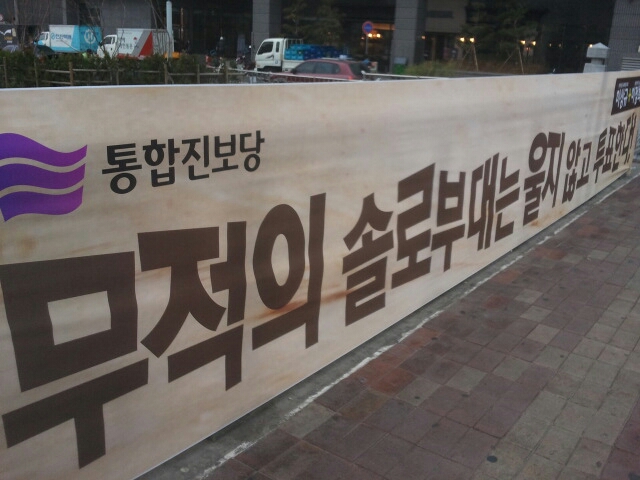 통합진보당
무적의 솔로부대는 울지 않고 투표한다!